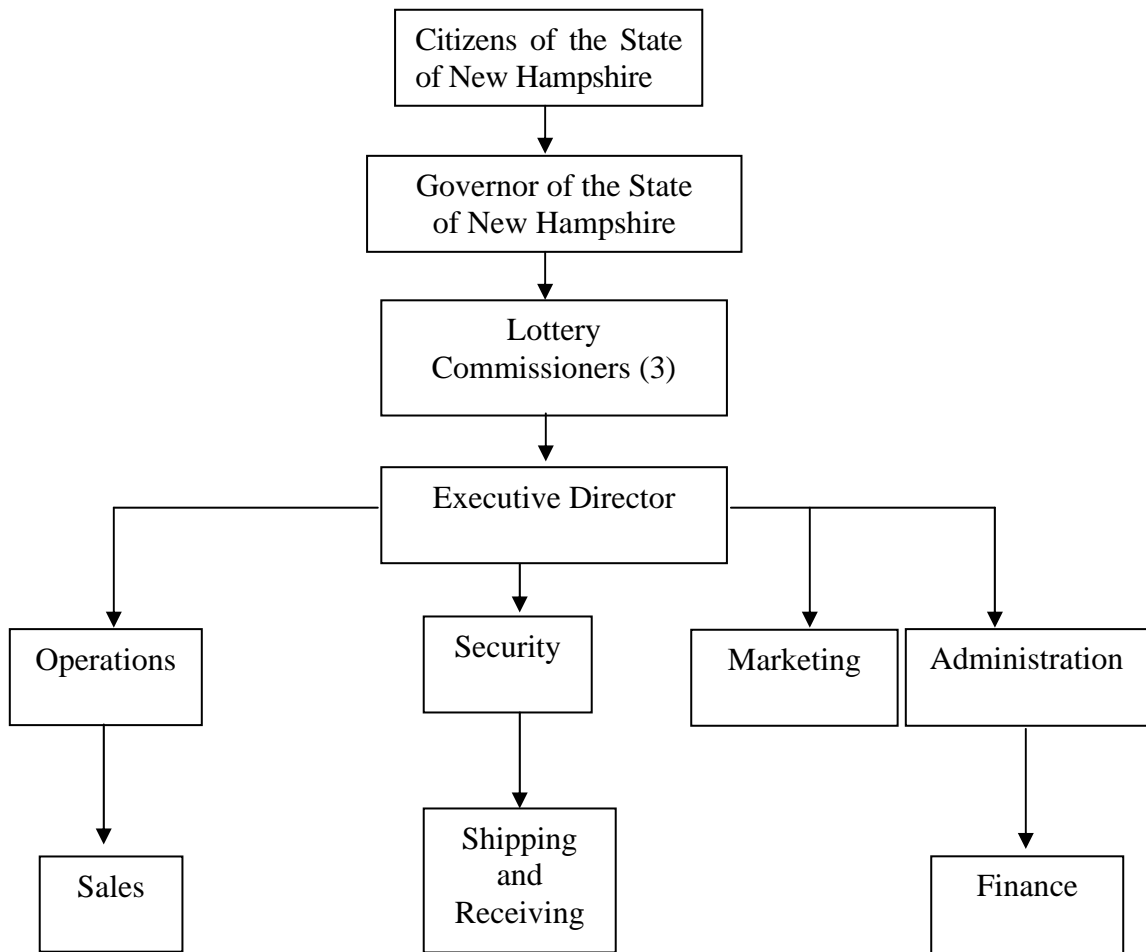 Citizens of the State
of New Hampshire
Governor of the State
of New Hampshire
Lottery
Commissioners (3)
Executive Director
Operations
Security
Marketing
Administration
Sales
Shipping
and
Receiving
Finance